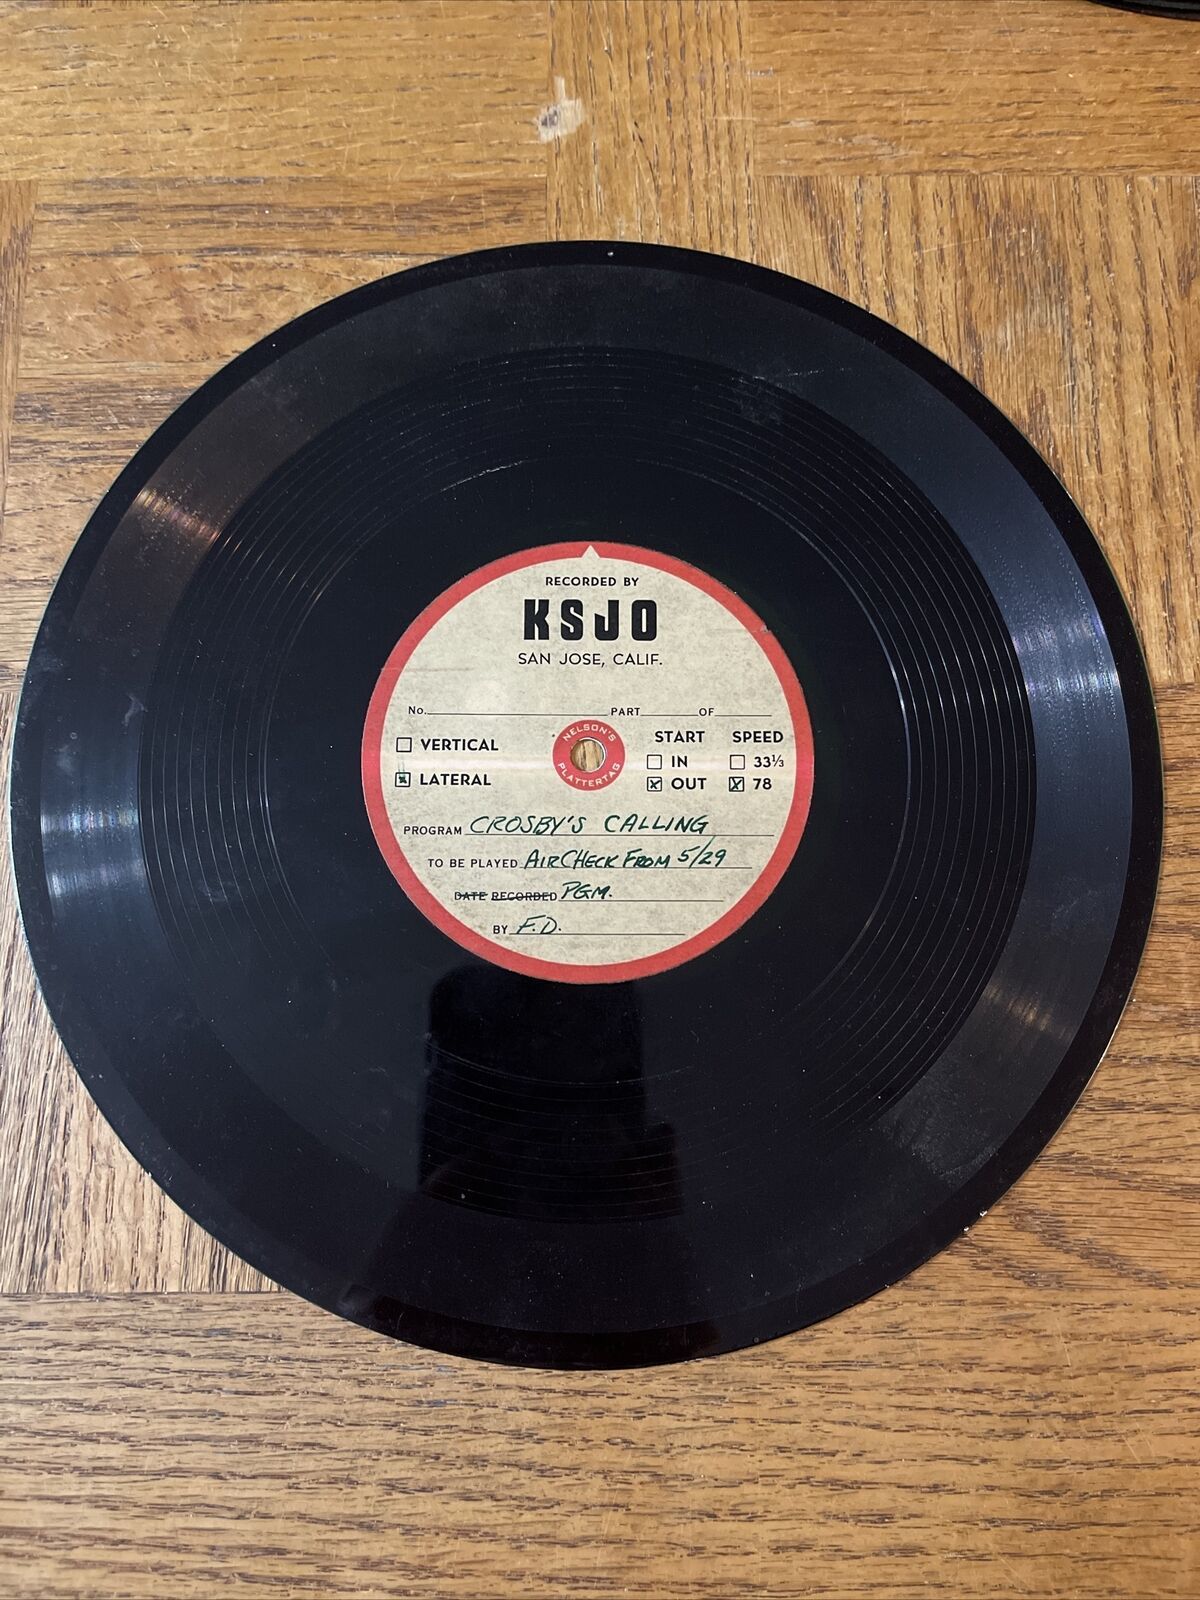 RECORDED BY
KSJO
SAN JOSE, CALIF.
No. PART OF
VERTICAL
LATERAL
NELSON'S
PLATTERTAG
START SPEED
IN 33⅓
OUT 78
PROGRAM CROSBY'S CALLING
TO BE PLAYED AIRCHECK FROM 5/29
DATE RECORDED PGM.
BY F.D.